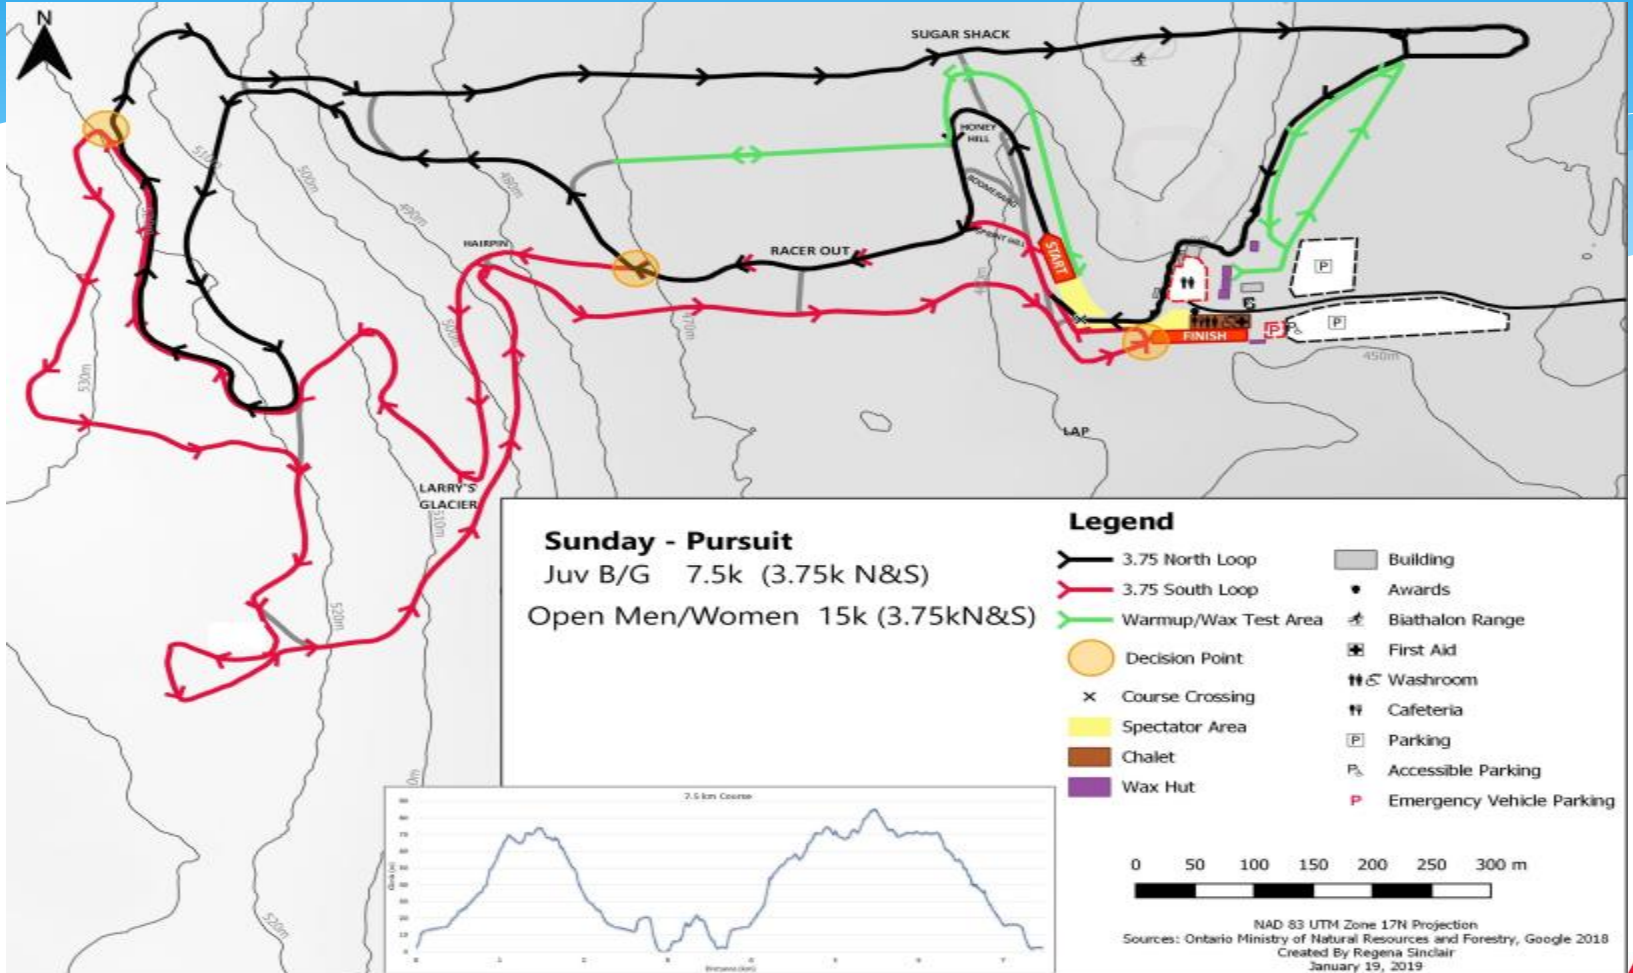 N
SUGAR SHACK
HONEY
HILL
BOOMERANG
SPRINT HILL
START
RACER OUT
HAIRPIN
510m
500m
490m
480m
470m
500m
510m
520m
530m
520m
450m
P
P
P
FINISH
LAP
LARRY'S
GLACIER
Sunday - Pursuit
Juv B/G 7.5k (3.75k N&S)
Open Men/Women 15k (3.75kN&S)
Legend
3.75 North Loop
3.75 South Loop
Warmup/Wax Test Area
Decision Point
Course Crossing
Spectator Area
Chalet
Wax Hut
Building
Awards
Biathalon Range
First Aid
Washroom
Cafeteria
P Parking
P Accessible Parking
P Emergency Vehicle Parking
7.5 km Course
0 50 100 150 200 250 300 m
NAD 83 UTM Zone 17N Projection
Sources: Ontario Ministry of Natural Resources and Forestry, Google 2018
Created By Regena Sinclair
January 19, 2019